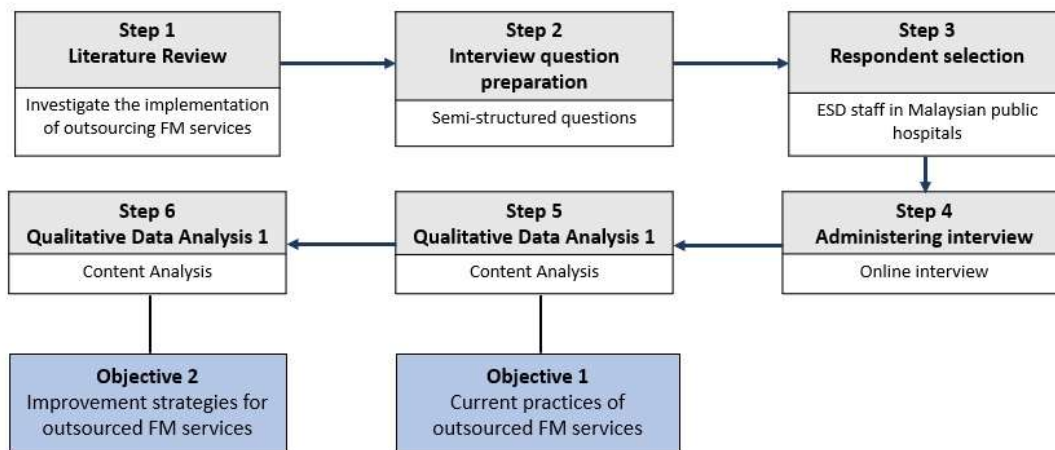 Step 1
Literature Review
Investigate the implementation
of outsourcing FM services
Step 2
Interview question
preparation
Semi-structured questions
Step 3
Respondent selection
ESD staff in Malaysian public
hospitals
Step 4
Administering interview
Online interview
Step 5
Qualitative Data Analysis 1
Content Analysis
Step 6
Qualitative Data Analysis 1
Content Analysis
Objective 1
Current practices of
outsourced FM services
Objective 2
Improvement strategies for
outsourced FM services